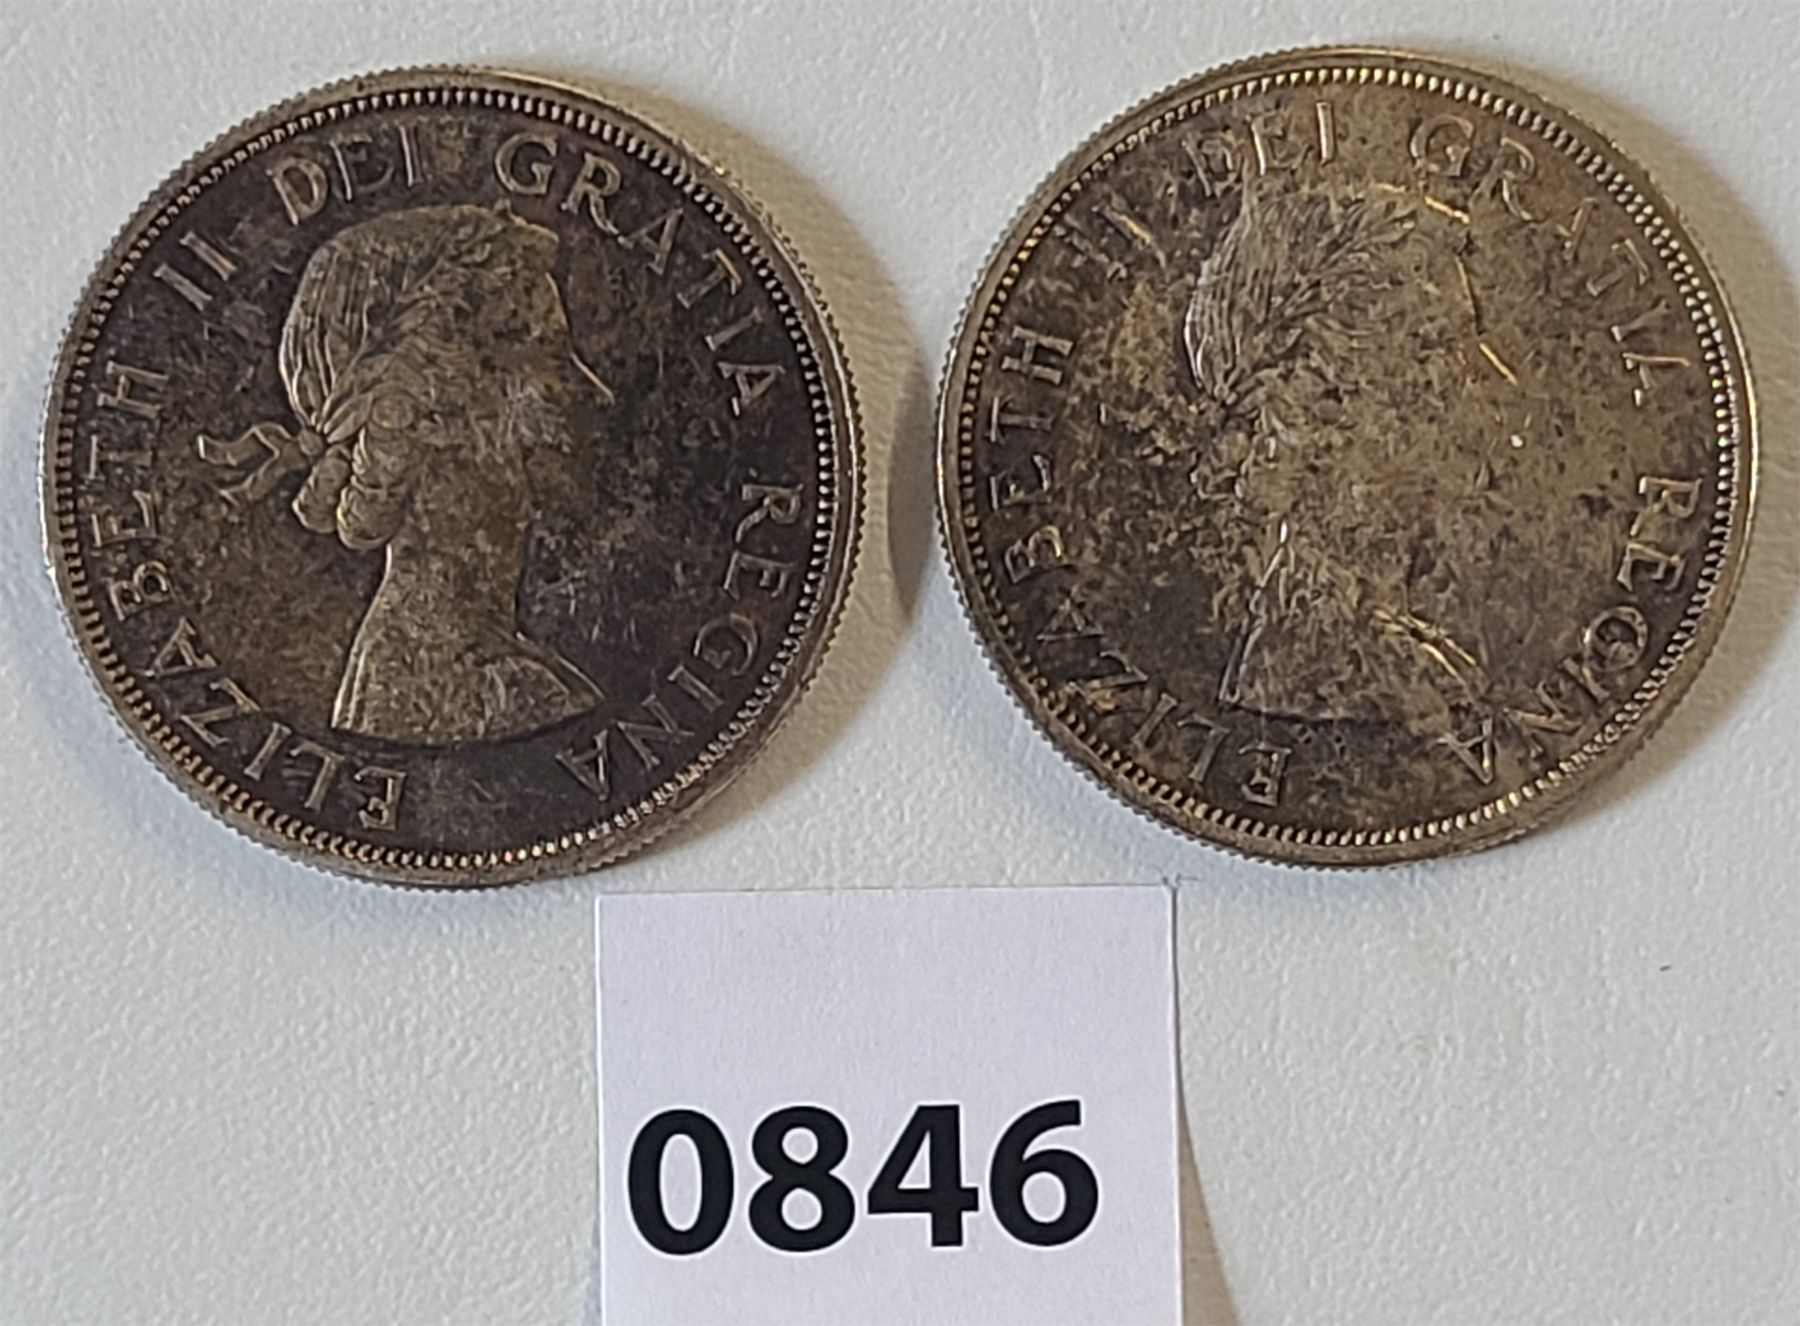 ELIZABETH II DEI GRATIA REGINA
ELIZABETH II DEI GRATIA REGINA
0846